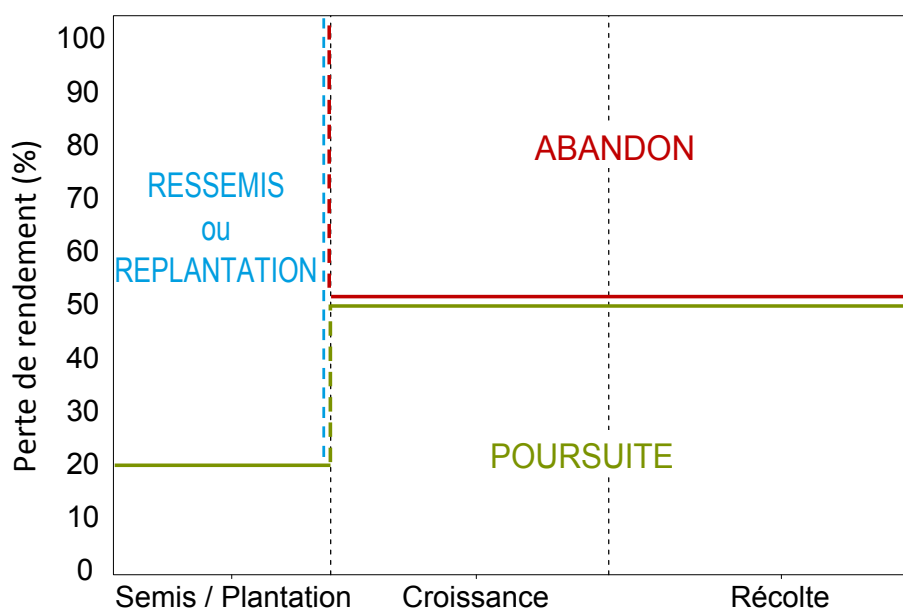 Perte de rendement (%)
100
90
80
70
60
50
40
30
20
10
0
RESSEMIS
ou
REPLANTATION
ABANDON
POURSUITE
Semis / Plantation
Croissance
Récolte